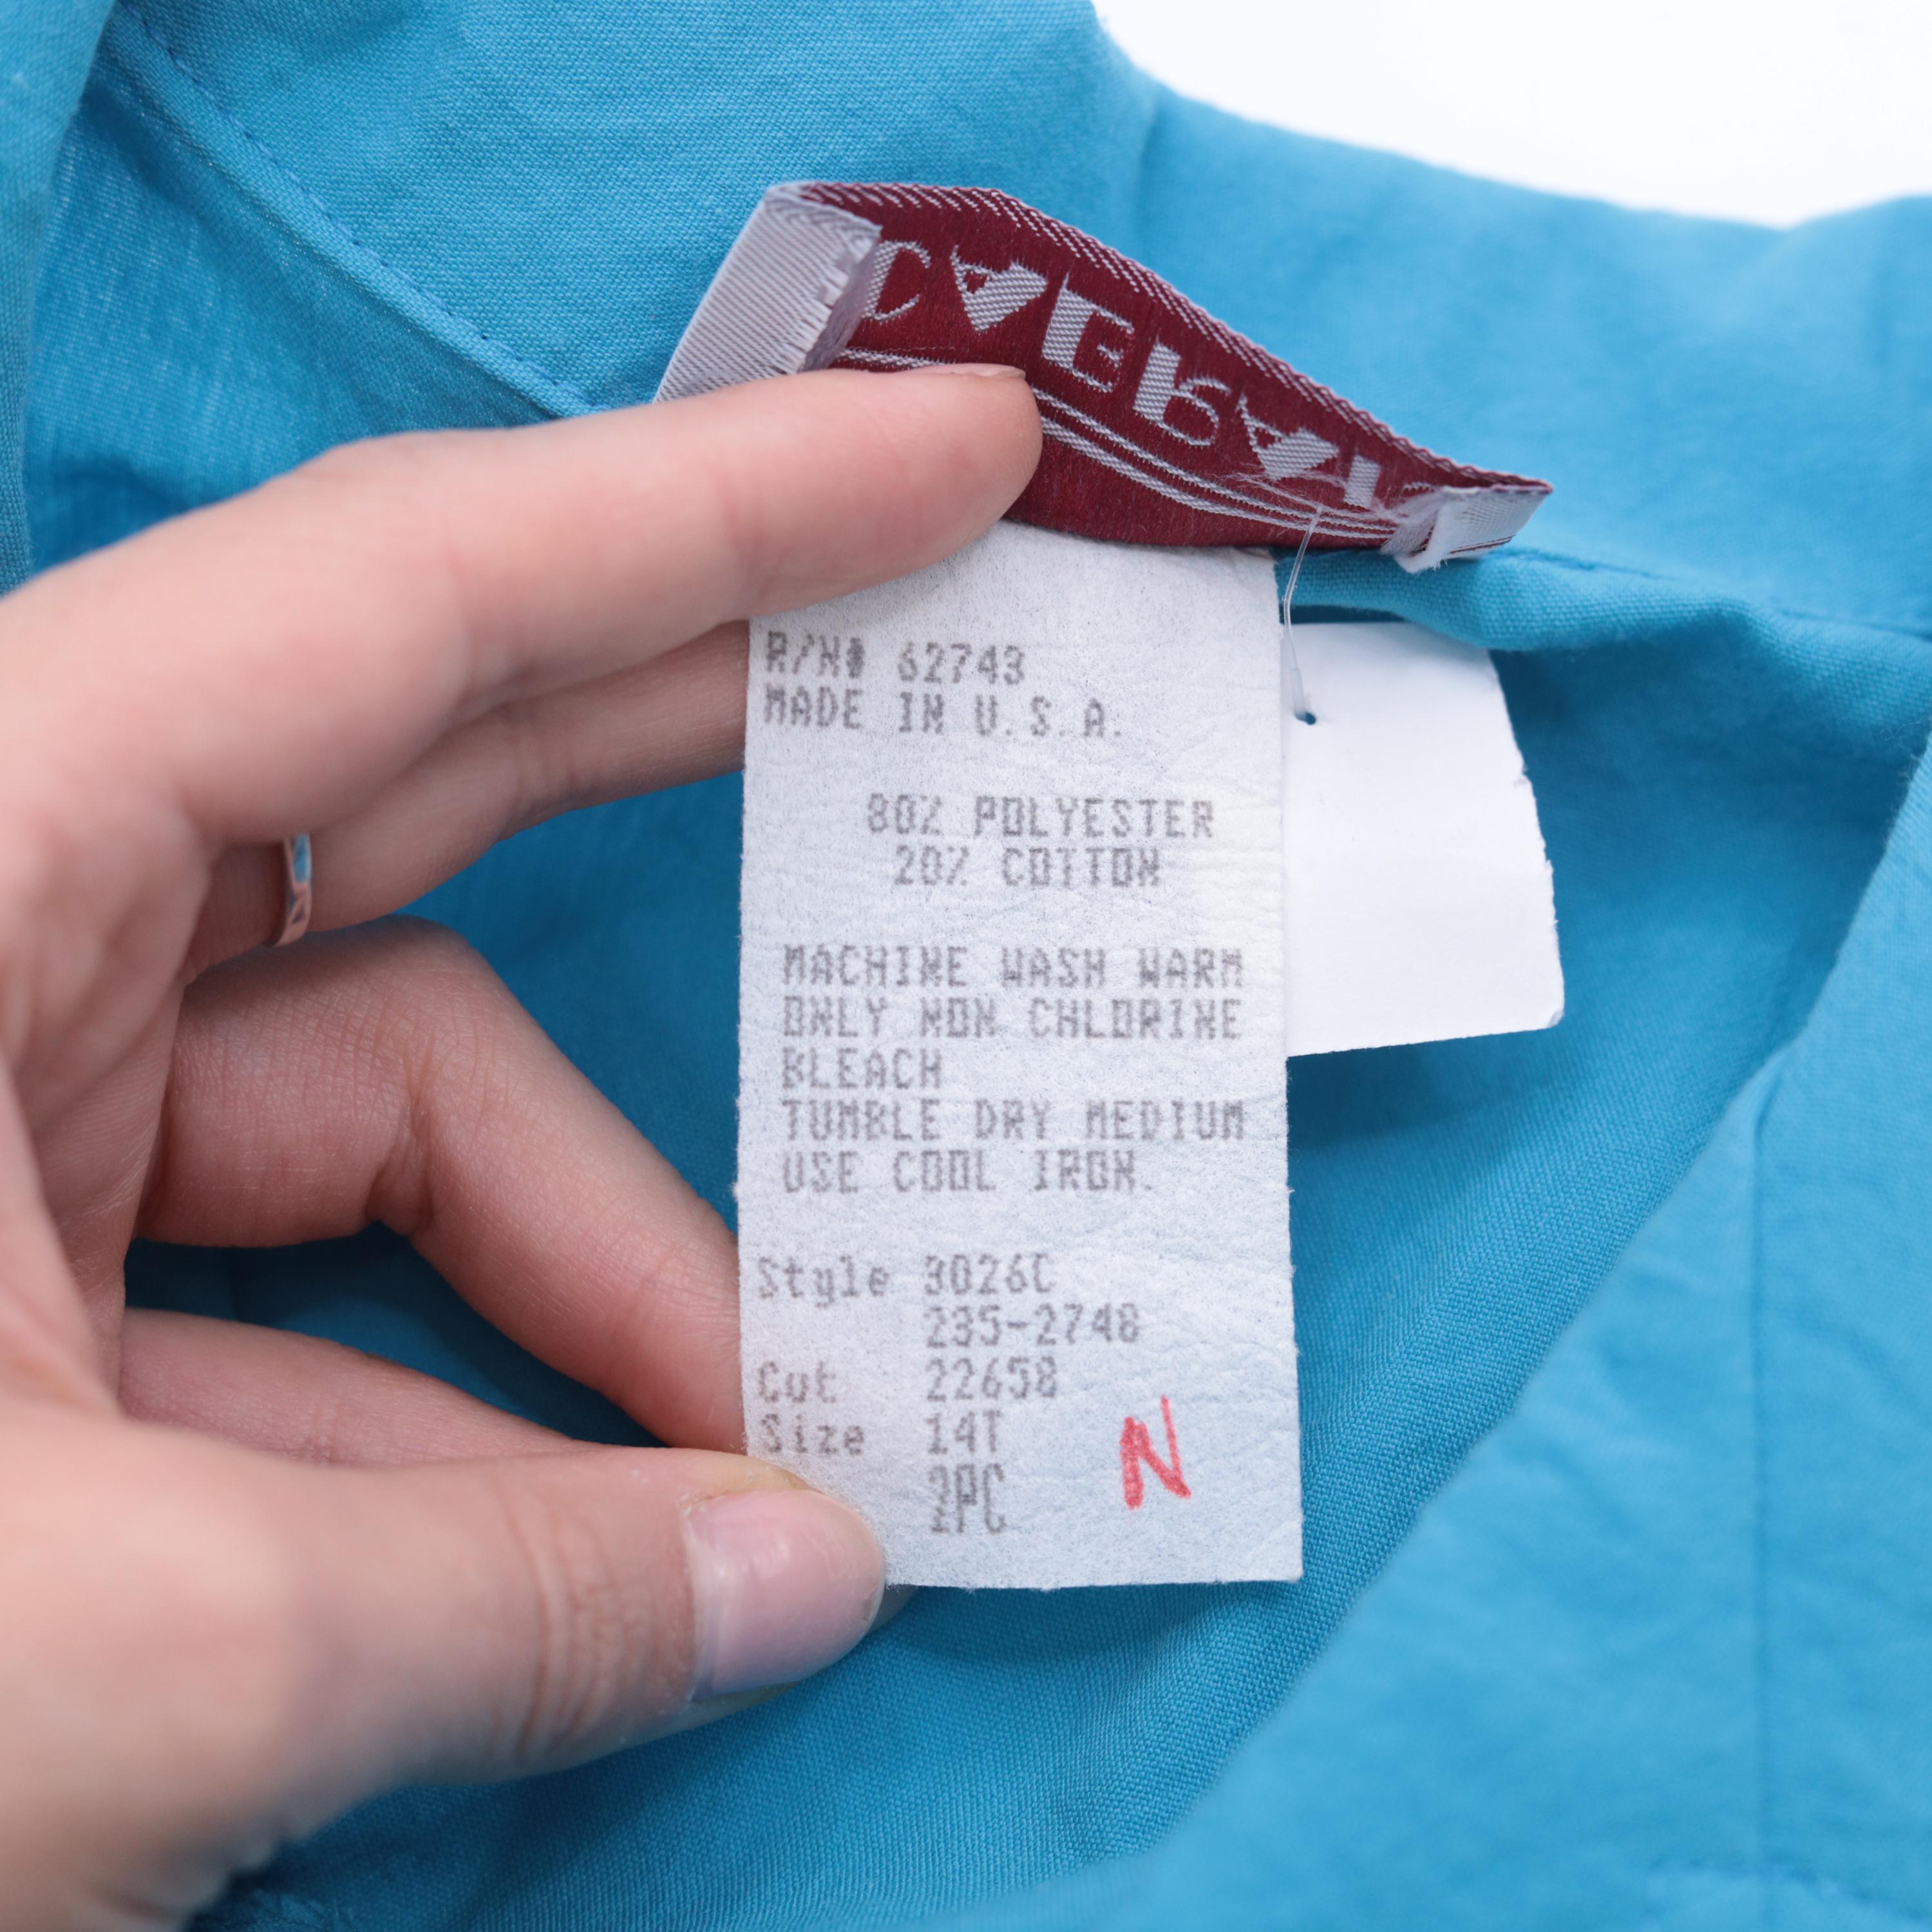 R/N# 62743
MADE IN U.S.A.
80% POLYESTER
20% COTTON
MACHINE WASH WARM
ONLY NON CHLORINE
BLEACH
TUMBLE DRY MEDIUM
USE COOL IRON.
Style 3026C
235-2748
Cut 22658
Size 14T
2PC
N